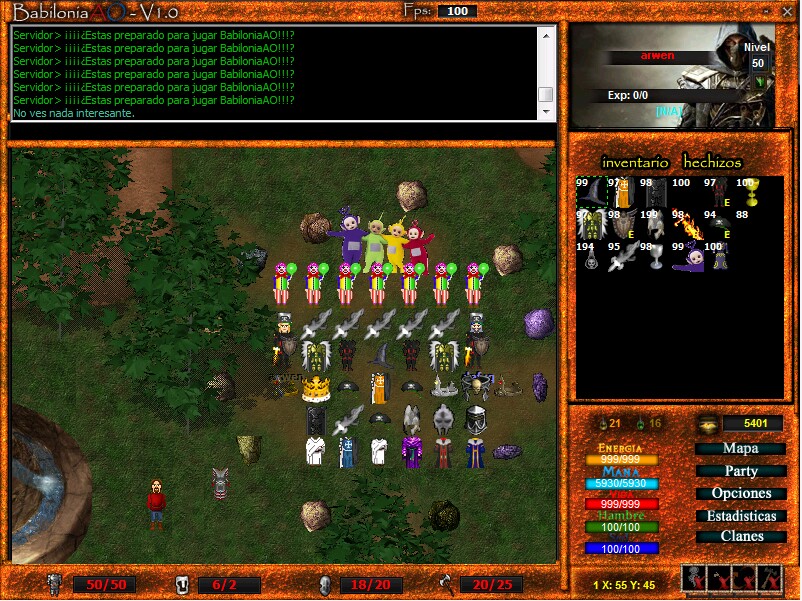 BabiloniaAO - V1.0
Fps: 100
Servidor> ¡¡¡¡¿Estas preparado para jugar BabiloniaAO!!!?
Servidor> ¡¡¡¡¿Estas preparado para jugar BabiloniaAO!!!?
Servidor> ¡¡¡¡¿Estas preparado para jugar BabiloniaAO!!!?
Servidor> ¡¡¡¡¿Estas preparado para jugar BabiloniaAO!!!?
Servidor> ¡¡¡¡¿Estas preparado para jugar BabiloniaAO!!!?
Servidor> ¡¡¡¡¿Estas preparado para jugar BabiloniaAO!!!?
No ves nada interesante.
arwen
Nivel
50
Exp: 0/0
[N/A]
inventario hechizos
99 97 98 100 97 100
E
97 98 199 98 94 88
E E E
194 95 98 99 100
21 16 5401
Energia
999/999
Mana
5930/5930
999/999
Hambre
100/100
100/100
Mapa
Party
Opciones
Estadisticas
Clanes
50/50 6/2 18/20 20/25
1 X: 55 Y: 45